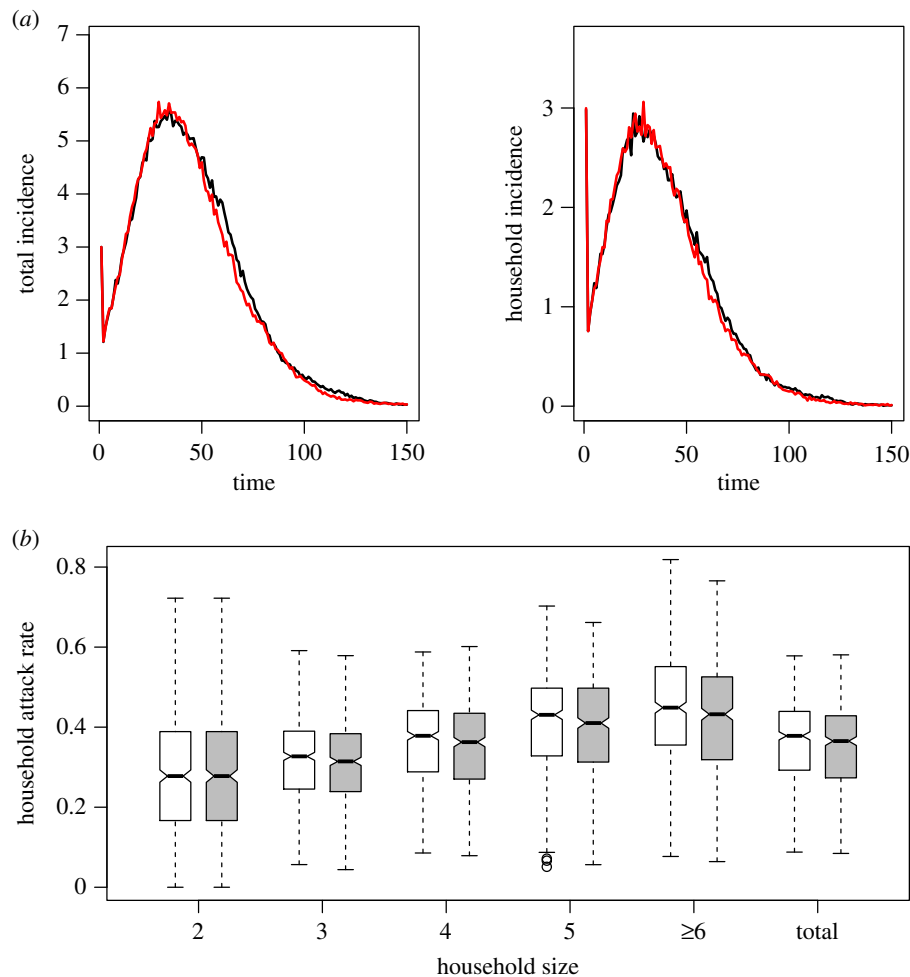 (a)
7
6
5
4
3
2
1
0
total incidence
0 50 100 150
time
3
2
1
0
household incidence
0 50 100 150
time
(b)
0.8
0.6
0.4
0.2
0
household attack rate
2 3 4 5 ≥6 total
household size